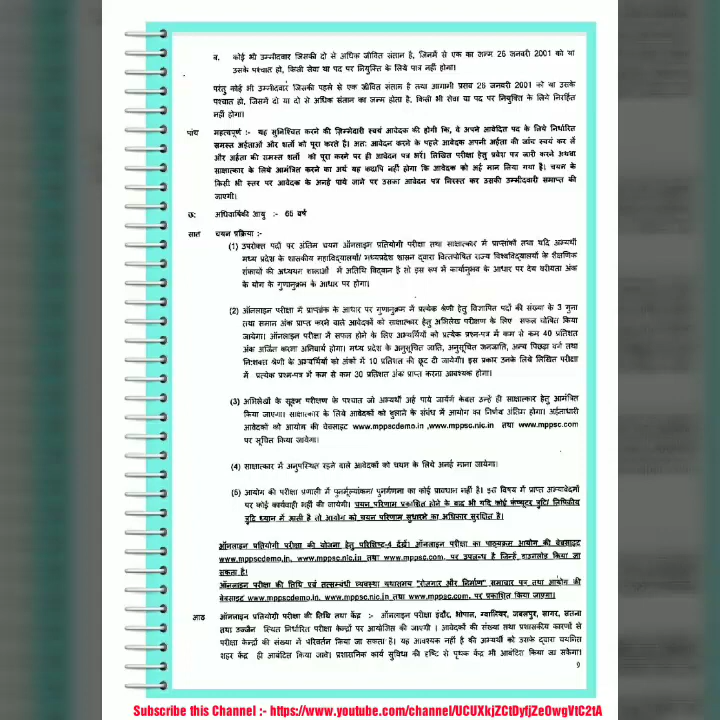 ब. कोई भी उम्मीदवार जिसकी दो से अधिक जीवित संतान है, जिनमें से एक का जन्म 26 जनवरी 2001 को या
उसके पश्चात हो, किसी सेवा या पद पर नियुक्ति के लिये पात्र नहीं होगा।
परंतु कोई भी उम्मीदवार जिसकी पहले से एक जीवित संतान है तथा आगामी प्रसव 26 जनवरी 2001 को या उसके
पश्चात हो, जिसमें दो या दो से अधिक संतान का जन्म होता है, किसी भी सेवा या पद पर नियुक्ति के लिये निरर्हित
नहीं होगा।
पांच महत्वपूर्ण :- यह सुनिश्चित करने की ज़िम्मेदारी स्वयं आवेदक की होगी कि, वे अपने आवेदित पद के लिये निर्धारित
समस्त अर्हताओं और शर्तों को पूरा करते है। अतः आवेदन करने के पहले आवेदक अपनी अर्हता की जांच स्वयं कर लें
और अर्हता की समस्त शर्तों को पूरा करने पर ही आवेदन पत्र भरें। लिखित परीक्षा हेतु प्रवेश पत्र जारी करने अथवा
साक्षात्कार के लिये आमंत्रित करने का अर्थ यह कदापि नहीं होगा कि आवेदक को अर्ह मान लिया गया है। चयन के
किसी भी स्तर पर आवेदक के अनर्ह पाये जाने पर उसका आवेदन पत्र निरस्त कर उसकी उम्मीदवारी समाप्त की
जाएगी।
छः अधिवार्षिकी आयु :- 65 वर्ष
सात चयन प्रक्रिया :-
(1) उपरोक्त पदों पर अंतिम चयन ऑनलाइन प्रतियोगी परीक्षा तथा साक्षात्कार में प्राप्तांकों तथा यदि अभ्यर्थी
मध्य प्रदेश के शासकीय महाविद्यालयों/ मध्यप्रदेश शासन द्वारा वित्तपोषित राज्य विश्वविद्यालयों के शैक्षणिक
संकायों की अध्ययन शालाओं में अतिथि विद्वान है तो इस रूप में कार्यानुभव के आधार पर देय वरीयता अंक
के योग के गुणानुक्रम के आधार पर होगा।
(2) ऑनलाइन परीक्षा में प्राप्तांक के आधार पर गुणानुक्रम में प्रत्येक श्रेणी हेतु विज्ञापित पदों की संख्या के 3 गुना
तथा समान अंक प्राप्त करने वाले आवेदकों को साक्षात्कार हेतु अभिलेख परीक्षण के लिए सफल घोषित किया
जायेगा। ऑनलाइन परीक्षा में सफल होने के लिए अभ्यर्थियों को प्रत्येक प्रश्न-पत्र में कम से कम 40 प्रतिशत
अंक अर्जित करना अनिवार्य होगा। मध्य प्रदेश के अनुसूचित जाति, अनुसूचित जनजाति, अन्य पिछड़ा वर्ग तथा
निःशक्त श्रेणी के अभ्यर्थियों को अंकों में 10 प्रतिशत की छूट दी जायेगी। इस प्रकार उनके लिये लिखित परीक्षा
में प्रत्येक प्रश्न-पत्र में कम से कम 30 प्रतिशत अंक प्राप्त करना आवश्यक होगा।
(3) अभिलेखों के सूक्ष्म परीक्षण के पश्चात जो अभ्यर्थी अर्ह पाये जायेंगे केवल उन्हें ही साक्षात्कार हेतु आमंत्रित
किया जाएगा। साक्षात्कार के लिये आवेदकों को बुलाने के संबंध में आयोग का निर्णय अंतिम होगा। अर्हताधारी
आवेदकों को आयोग की वेबसाइट www.mppscdemo.in ,www.mppsc.nic.in तथा www.mppsc.com
पर सूचित किया जायेगा।
(4) साक्षात्कार में अनुपस्थित रहने वाले आवेदकों को चयन के लिये अनर्ह माना जायेगा।
(5) आयोग की परीक्षा प्रणाली में पुनर्मूल्यांकन/ पुनर्गणना का कोई प्रावधान नहीं है। इस विषय में प्राप्त अभ्यावेदनों
पर कोई कार्यवाही नहीं की जायेगी। चयन परिणाम प्रकाशित होने के बाद भी यदि कोई कंप्यूटर त्रुटि/ लिपिकीय
त्रुटि ध्यान में आती है तो आयोग को चयन परिणाम सुधारने का अधिकार सुरक्षित है।
ऑनलाइन प्रतियोगी परीक्षा की योजना हेतु परिशिष्ट-4 देखें। ऑनलाइन परीक्षा का पाठ्यक्रम आयोग की वेबसाइट
www.mppscdemo.in, www.mppsc.nic.in तथा www.mppsc.com, पर उपलब्ध है जिन्हें डाउनलोड किया जा
सकता है।
ऑनलाइन परीक्षा की तिथि एवं तत्सम्बंधी व्यवस्था यथासमय "रोजगार और निर्माण" समाचार पत्र तथा आयोग की
वेबसाइट www.mppscdemo.in, www.mppsc.nic.in तथा www.mppsc.com, पर प्रकाशित किया जाएगा।
आठ ऑनलाइन प्रतियोगी परीक्षा की तिथि तथा केंद्र :- ऑनलाइन परीक्षा इंदौर, भोपाल, ग्वालियर, जबलपुर, सागर, सतना
तथा उज्जैन स्थित निर्धारित परीक्षा केन्द्रों पर आयोजित की जाएगी । आवेदकों की संख्या तथा प्रशासकीय कारणों से
परीक्षा केन्द्रों की संख्या में परिवर्तन किया जा सकता है। यह आवश्यक नहीं है की अभ्यर्थी को उसके द्वारा चयनित
शहर केंद्र ही आबंटित किया जावे। प्रशासनिक कार्य सुविधा की दृष्टि से पृथक केंद्र भी आबंटित किया जा सकेगा।
9
Subscribe this Channel :- https://www.youtube.com/channel/UCUXkjZCtDyfjZeOwgVtC2tA